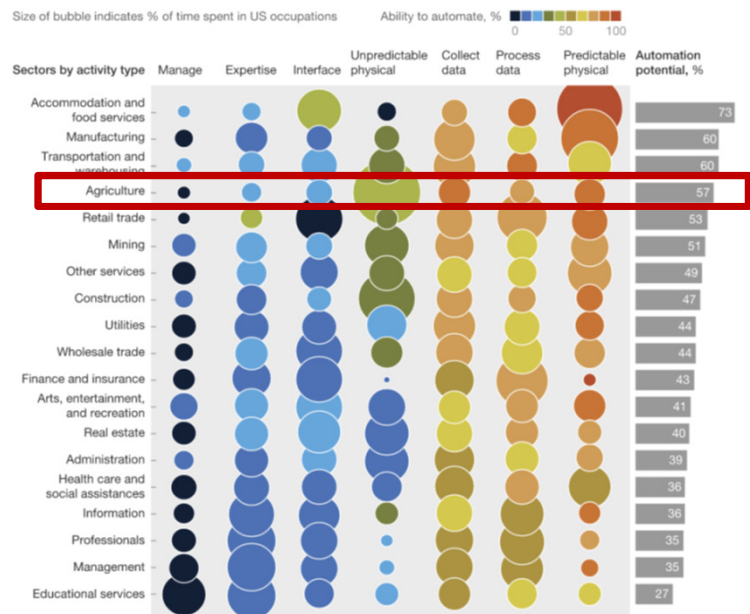 Size of bubble indicates % of time spent in US occupations
Ability to automate, %
0 50 100
Sectors by activity type
Manage
Expertise
Interface
Unpredictable
physical
Collect
data
Process
data
Predictable
physical
Automation
potential, %
Accommodation and
food services
73
Manufacturing
60
Transportation and
warehousing
60
Agriculture
57
Retail trade
53
Mining
51
Other services
49
Construction
47
Utilities
44
Wholesale trade
44
Finance and insurance
43
Arts, entertainment,
and recreation
41
Real estate
40
Administration
39
Health care and
social assistances
36
Information
36
Professionals
35
Management
35
Educational services
27